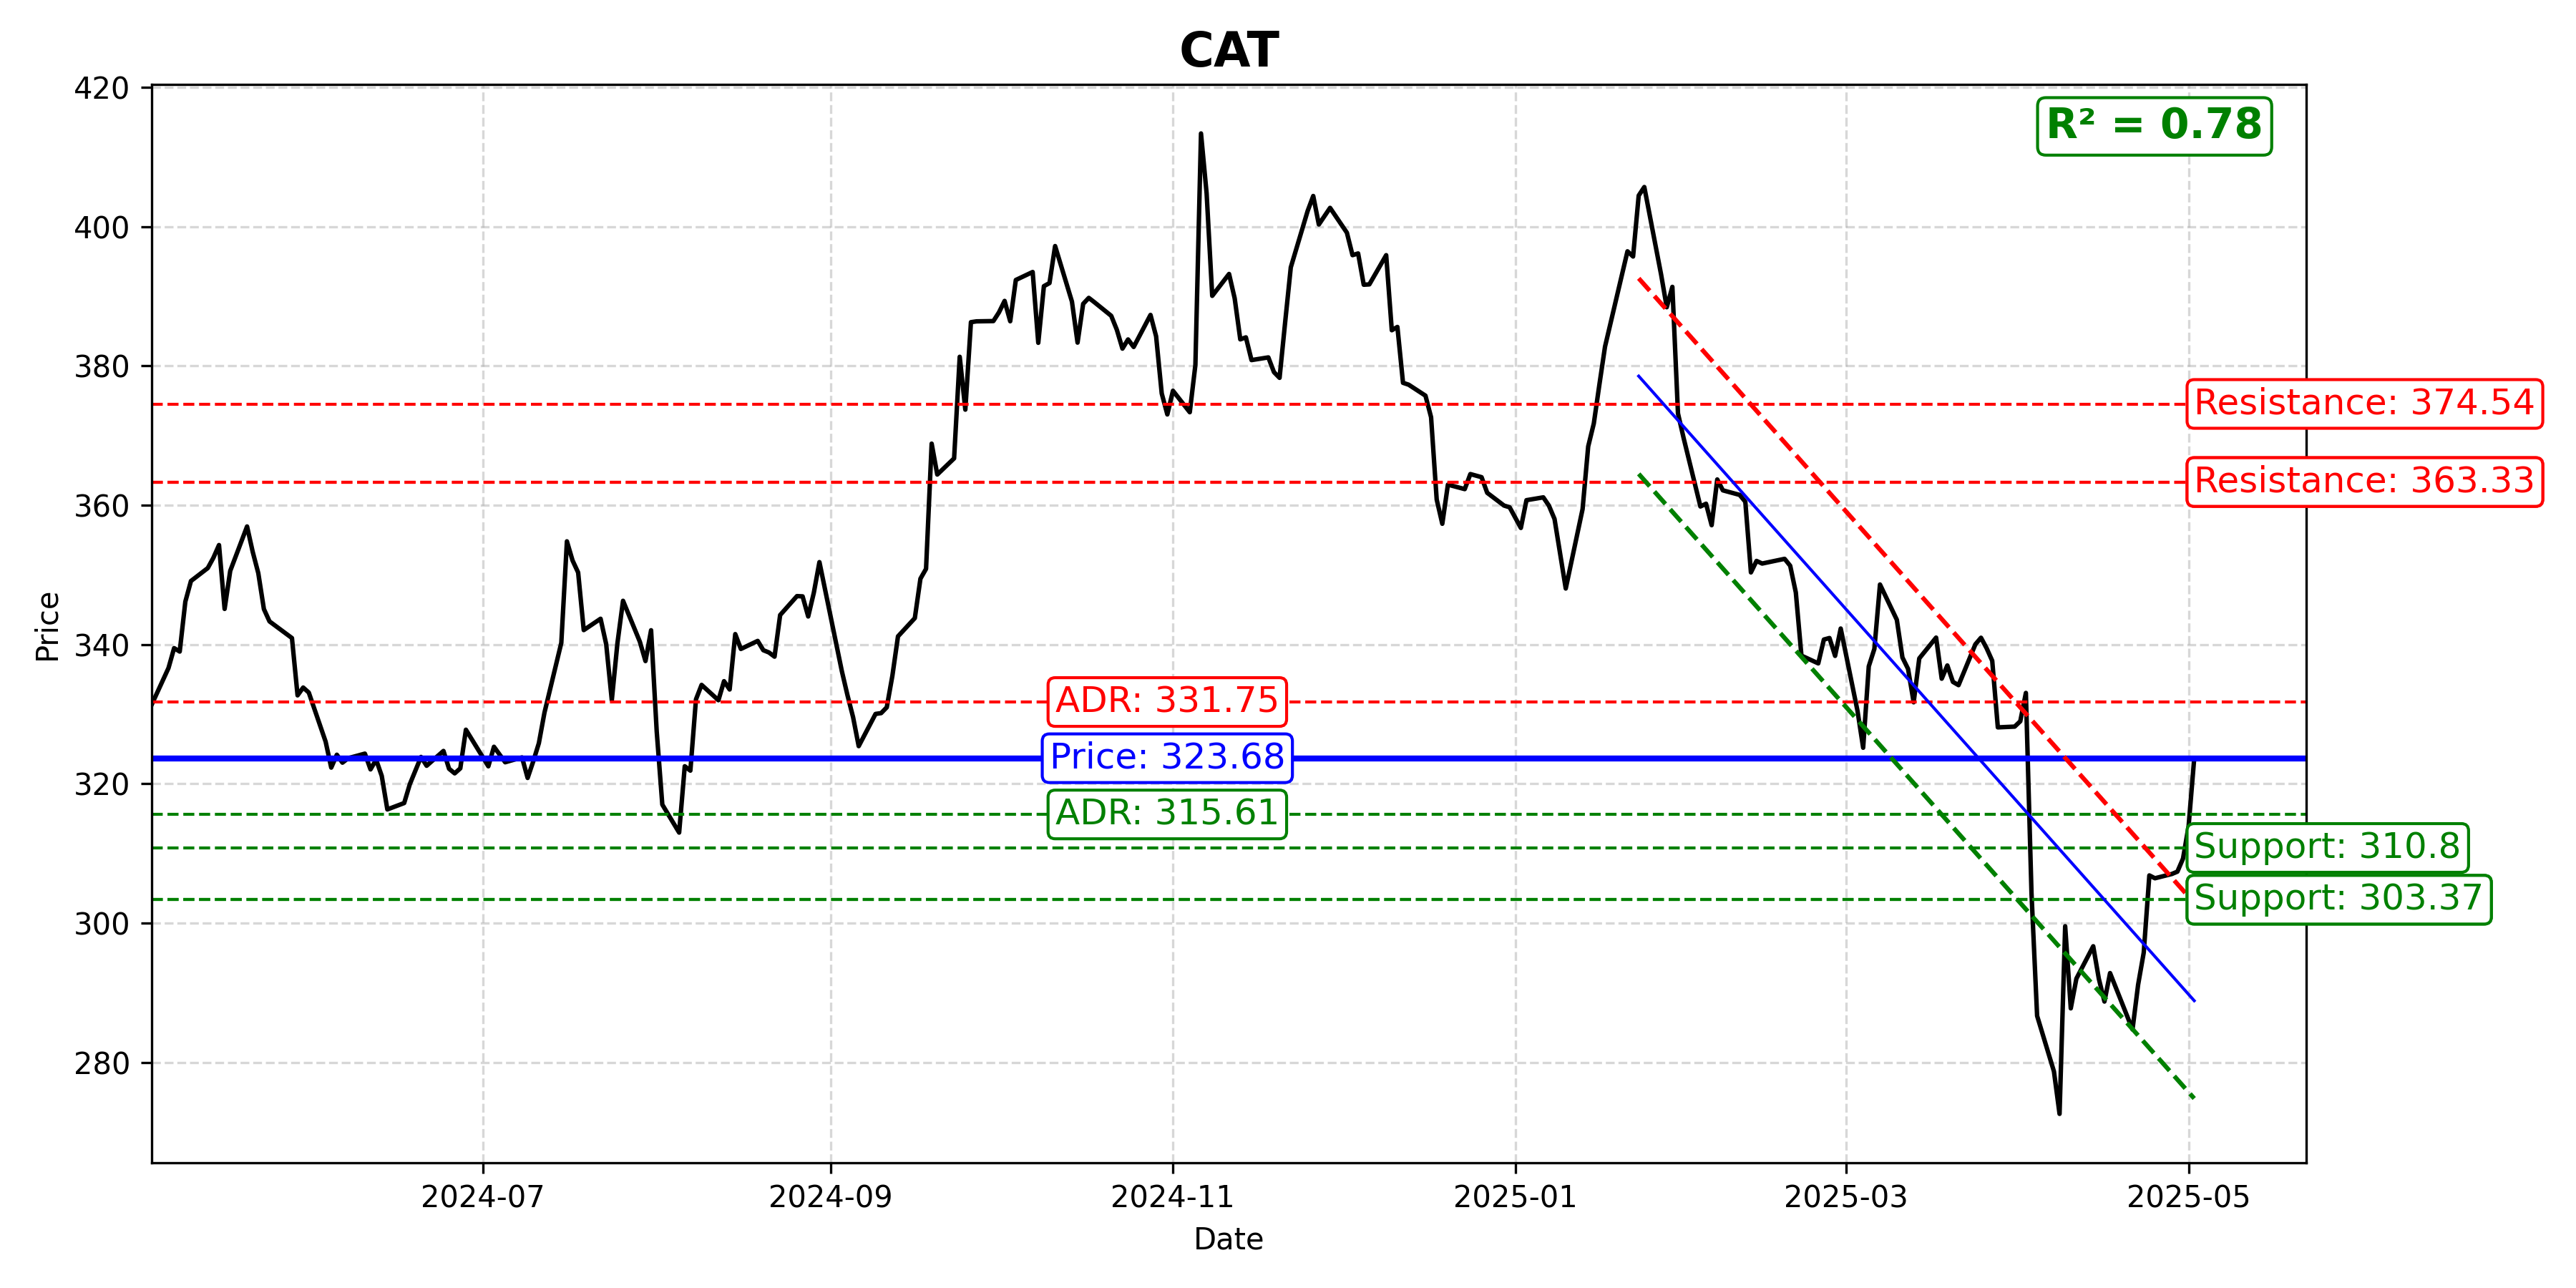 CAT
R² = 0.78
420
400
380
360
340
320
300
280
Price
Resistance: 374.54
Resistance: 363.33
ADR: 331.75
Price: 323.68
ADR: 315.61
Support: 310.8
Support: 303.37
2024-07
2024-09
2024-11
2025-01
2025-03
2025-05
Date